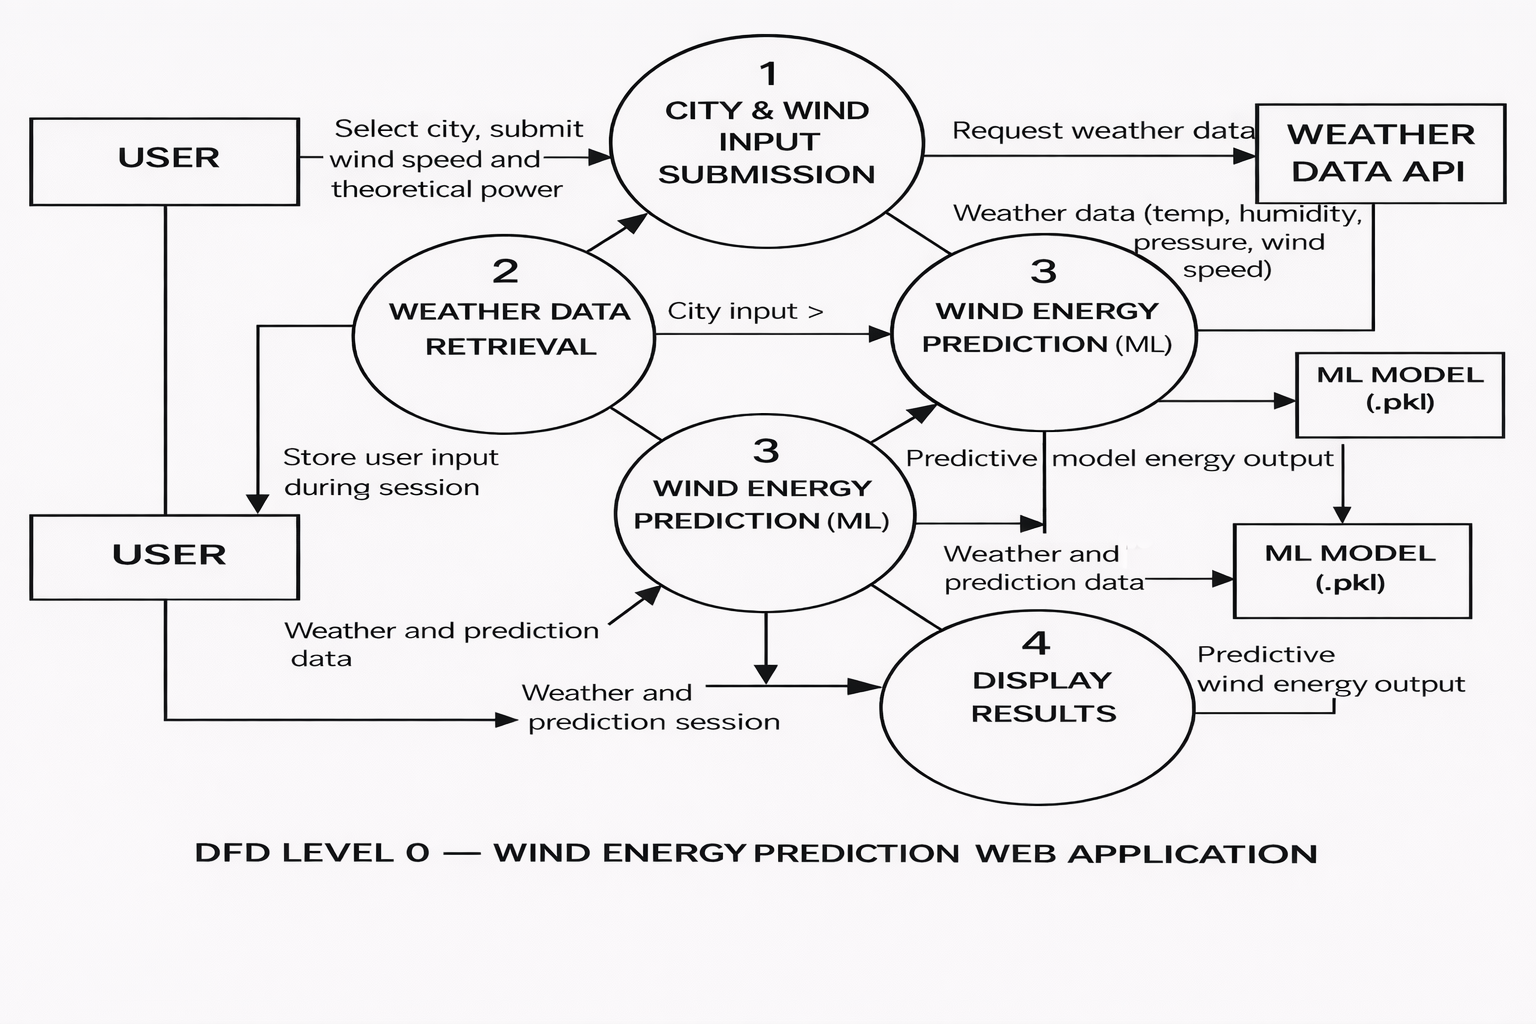 1
CITY & WIND
INPUT
SUBMISSION
USER
Select city, submit
wind speed and
theoretical power
Request weather data
WEATHER
DATA API
Weather data (temp, humidity,
pressure, wind
speed)
2
WEATHER DATA
RETRIEVAL
City input >
3
WIND ENERGY
PREDICTION (ML)
ML MODEL
(.pkl)
Store user input
during session
3
WIND ENERGY
PREDICTION (ML)
Predictive model energy output
USER
Weather and
prediction data
ML MODEL
(.pkl)
Weather and prediction
data
Weather and
prediction session
4
DISPLAY
RESULTS
Predictive
wind energy output
DFD LEVEL 0 — WIND ENERGY PREDICTION WEB APPLICATION